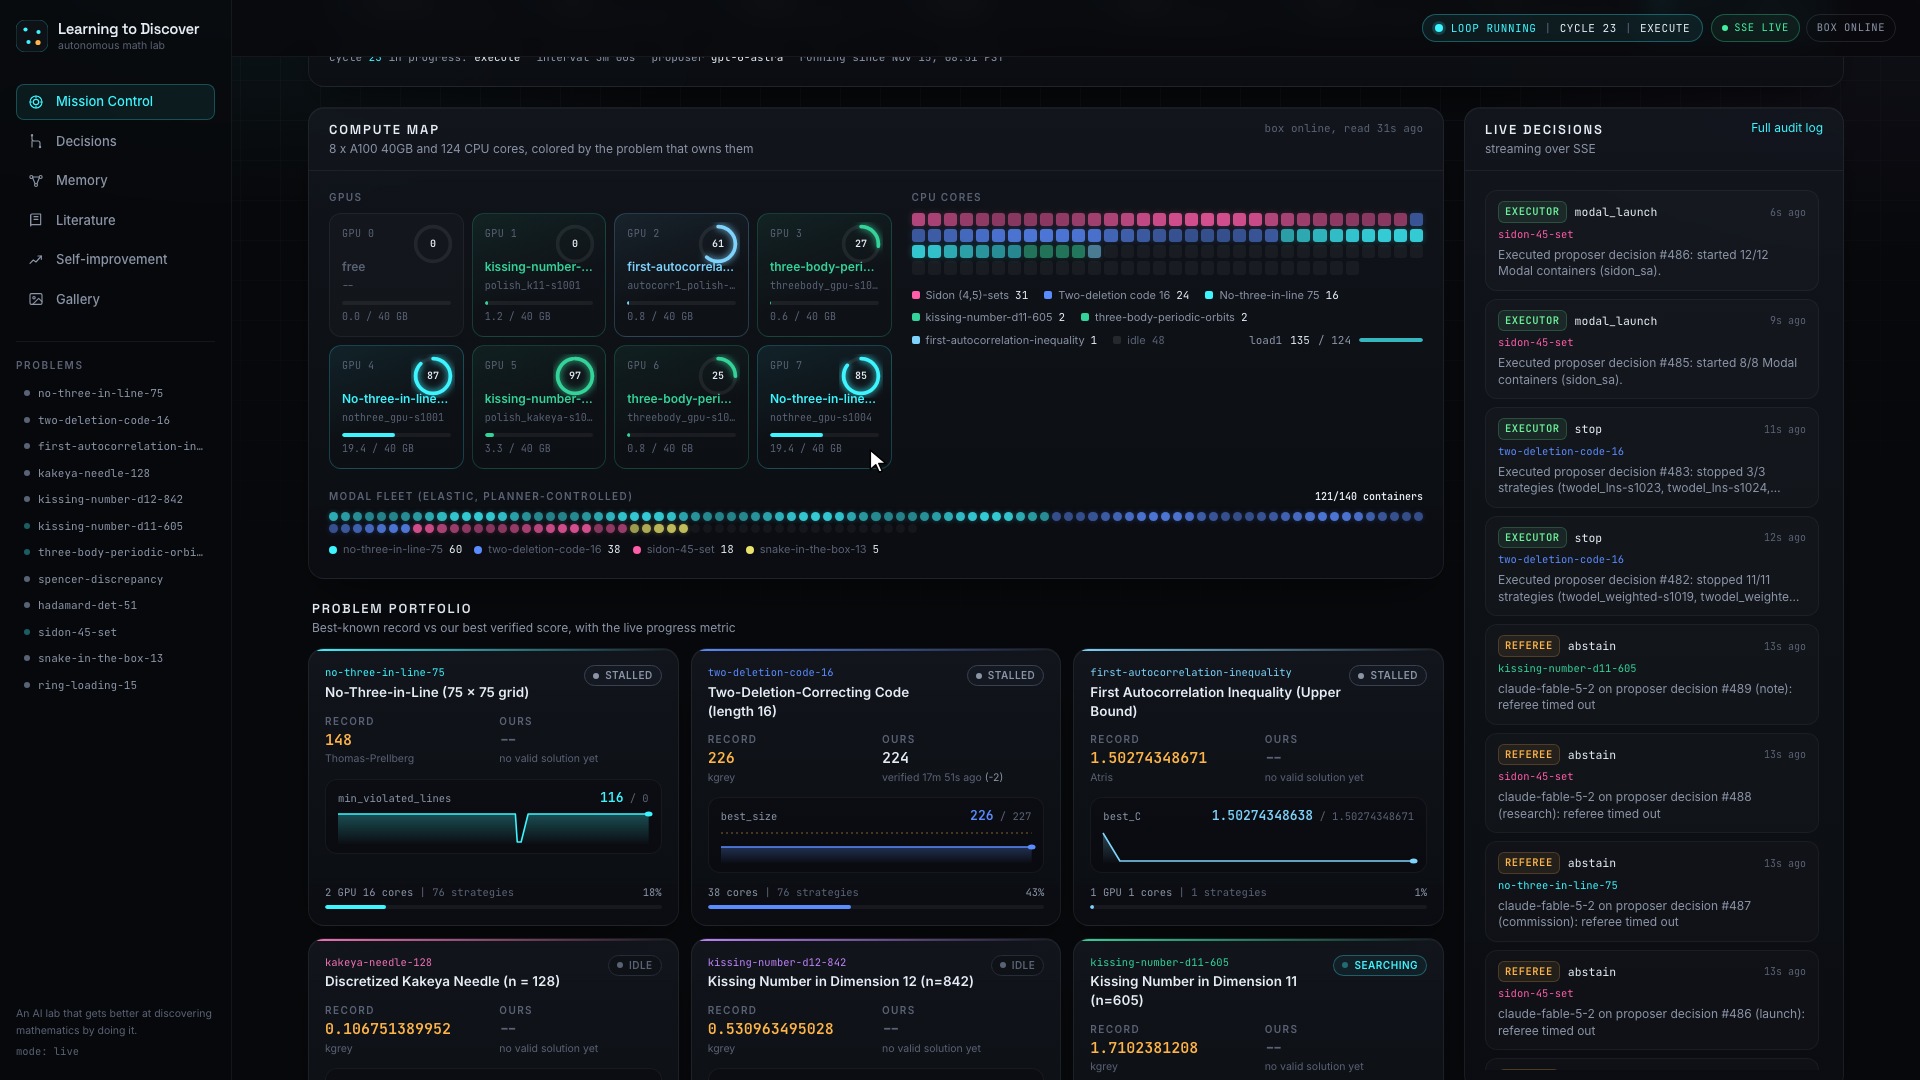 Learning to Discover
autonomous math lab
LOOP RUNNING | CYCLE 23 | EXECUTE
SSE LIVE
BOX ONLINE
Mission Control
Decisions
Memory
Literature
Self-improvement
Gallery
PROBLEMS
no-three-in-line-75
two-deletion-code-16
first-autocorrelation-in…
kakeya-needle-128
kissing-number-d12-842
kissing-number-d11-605
three-body-periodic-orbi…
spencer-discrepancy
hadamard-det-51
sidon-45-set
snake-in-the-box-13
ring-loading-15
An AI lab that gets better at discovering
mathematics by doing it.
mode: live
cycle 23 in progress: execute interval 3m 00s proposer gpt-6-astra running since Nov 15, 08:51 PST
COMPUTE MAP
box online, read 31s ago
8 x A100 40GB and 124 CPU cores, colored by the problem that owns them
GPUS
GPU 0
0
free
--
0.0 / 40 GB
GPU 1
0
kissing-number-…
polish_k11-s1001
1.2 / 40 GB
GPU 2
61
first-autocorrela…
autocorr1_polish-…
0.8 / 40 GB
GPU 3
27
three-body-peri…
threebody_gpu-s10…
0.6 / 40 GB
GPU 4
87
No-three-in-line…
nothree_gpu-s1001
19.4 / 40 GB
GPU 5
97
kissing-number-…
polish_kakeya-s10…
3.3 / 40 GB
GPU 6
25
three-body-peri…
threebody_gpu-s10…
0.8 / 40 GB
GPU 7
85
No-three-in-line…
nothree_gpu-s1004
19.4 / 40 GB
CPU CORES
Sidon (4,5)-sets 31 Two-deletion code 16 24 No-three-in-line 75 16
kissing-number-d11-605 2 three-body-periodic-orbits 2
first-autocorrelation-inequality 1 idle 48 load1 135 / 124
MODAL FLEET (ELASTIC, PLANNER-CONTROLLED)
121/140 containers
no-three-in-line-75 60 two-deletion-code-16 38 sidon-45-set 18 snake-in-the-box-13 5
PROBLEM PORTFOLIO
Best-known record vs our best verified score, with the live progress metric
no-three-in-line-75
STALLED
No-Three-in-Line (75 × 75 grid)
RECORD
OURS
148
--
Thomas-Prellberg
no valid solution yet
min_violated_lines
116 / 0
2 GPU 16 cores | 76 strategies
18%
two-deletion-code-16
STALLED
Two-Deletion-Correcting Code
(length 16)
RECORD
OURS
226
224
kgrey
verified 17m 51s ago (-2)
best_size
226 / 227
38 cores | 76 strategies
43%
first-autocorrelation-inequality
STALLED
First Autocorrelation Inequality (Upper
Bound)
RECORD
OURS
1.50274348671
--
Atris
no valid solution yet
best_C
1.50274348638 / 1.50274348671
1 GPU 1 cores | 1 strategies
1%
kakeya-needle-128
IDLE
Discretized Kakeya Needle (n = 128)
RECORD
OURS
0.106751389952
--
kgrey
no valid solution yet
kissing-number-d12-842
IDLE
Kissing Number in Dimension 12 (n=842)
RECORD
OURS
0.530963495028
--
kgrey
no valid solution yet
kissing-number-d11-605
SEARCHING
Kissing Number in Dimension 11
(n=605)
RECORD
OURS
1.7102381208
--
no valid solution yet
LIVE DECISIONS
Full audit log
streaming over SSE
EXECUTOR modal_launch
6s ago
sidon-45-set
Executed proposer decision #486: started 12/12
Modal containers (sidon_sa).
EXECUTOR modal_launch
9s ago
sidon-45-set
Executed proposer decision #485: started 8/8 Modal
containers (sidon_sa).
EXECUTOR stop
11s ago
two-deletion-code-16
Executed proposer decision #483: stopped 3/3
strategies (twodel_lns-s1023, twodel_lns-s1024,…
EXECUTOR stop
12s ago
two-deletion-code-16
Executed proposer decision #482: stopped 11/11
strategies (twodel_weighted-s1019, twodel_weighte…
REFEREE abstain
13s ago
kissing-number-d11-605
claude-fable-5-2 on proposer decision #489 (note):
referee timed out
REFEREE abstain
13s ago
sidon-45-set
claude-fable-5-2 on proposer decision #488
(research): referee timed out
REFEREE abstain
13s ago
no-three-in-line-75
claude-fable-5-2 on proposer decision #487
(commission): referee timed out
REFEREE abstain
13s ago
sidon-45-set
claude-fable-5-2 on proposer decision #486 (launch):
referee timed out